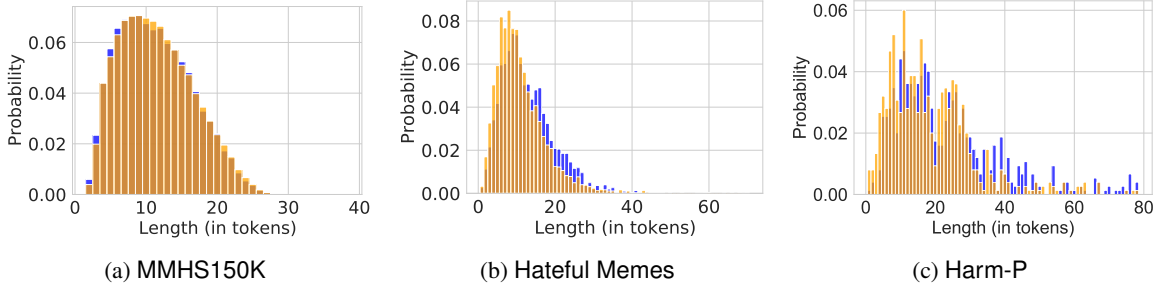 0.06
0.04
0.02
0.00
Probability
0 10 20 30 40
Length (in tokens)
(a) MMHS150K
0.08
0.06
0.04
0.02
0.00
Probability
0 20 40 60
Length (in tokens)
(b) Hateful Memes
0.06
0.04
0.02
0.00
Probability
0 20 40 60 80
Length (in tokens)
(c) Harm-P